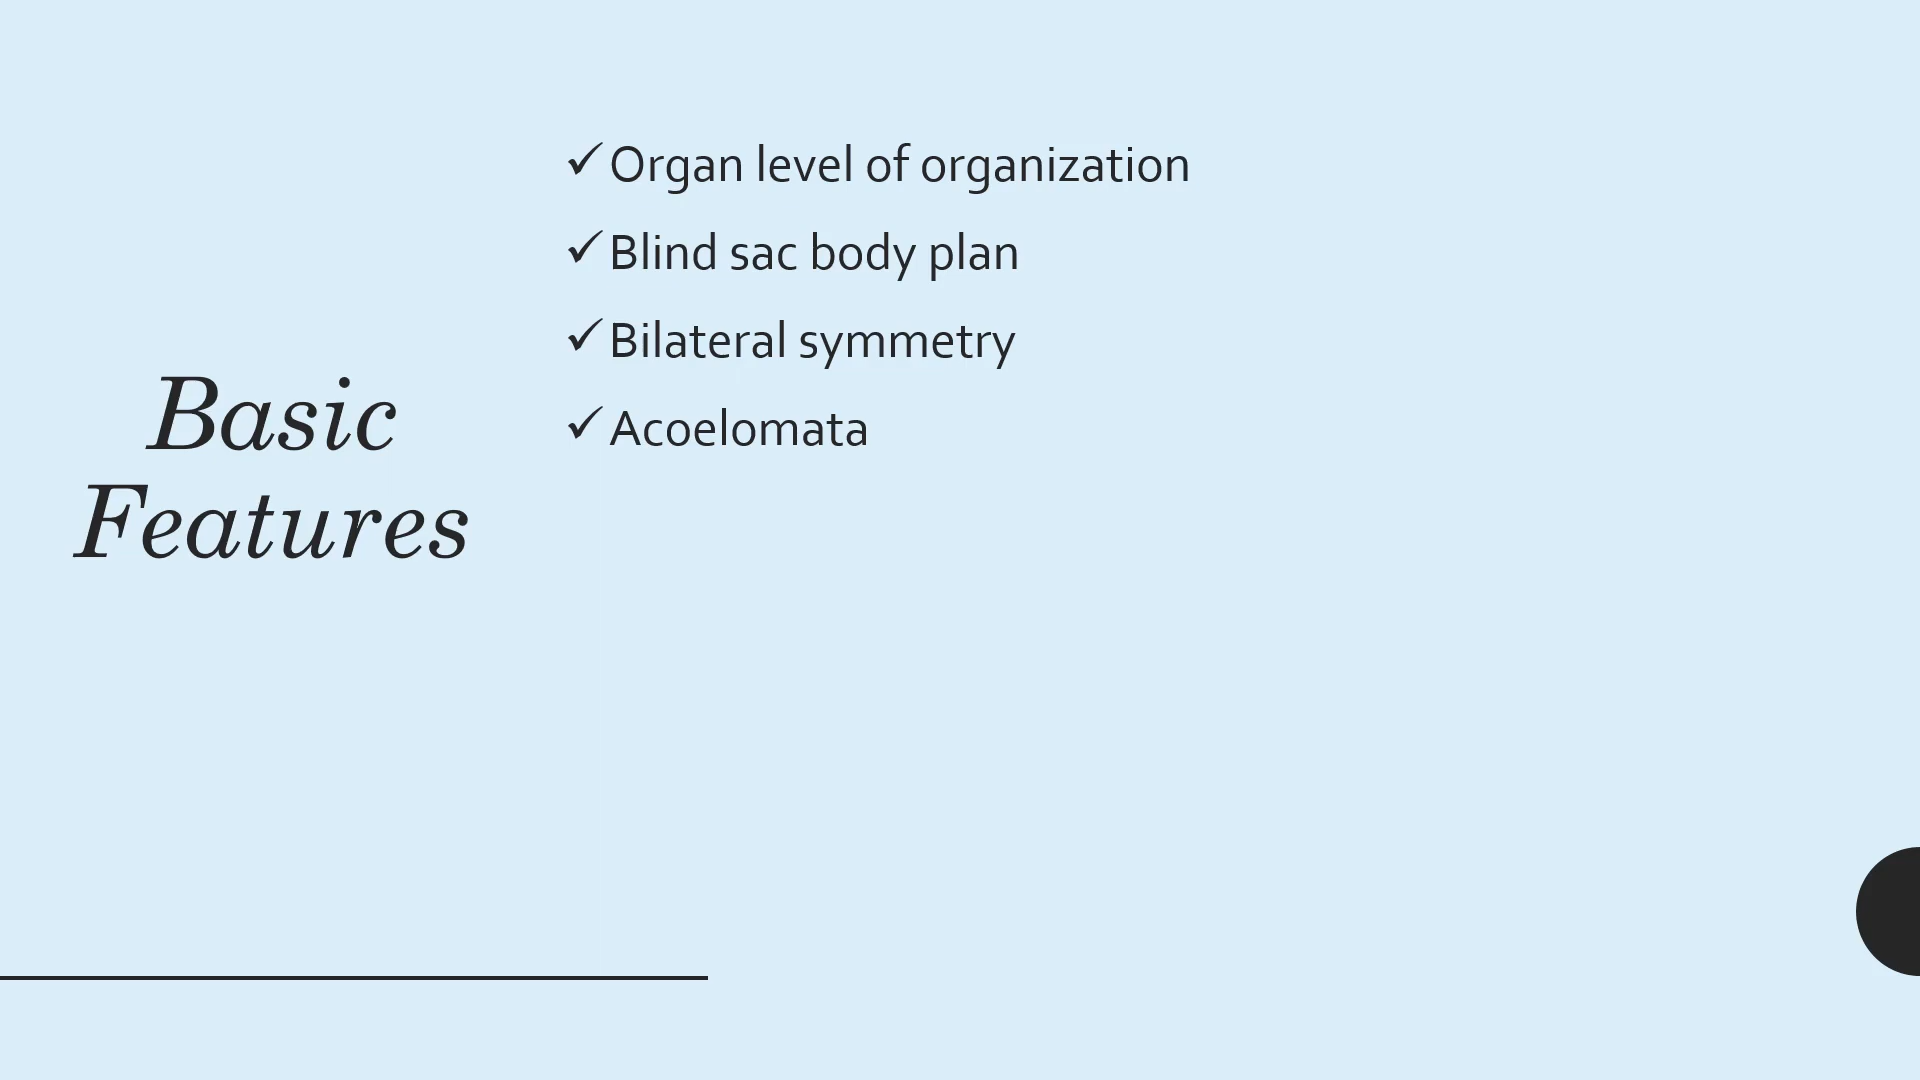 Basic
Features
✓Organ level of organization
✓Blind sac body plan
✓Bilateral symmetry
✓Acoelomata